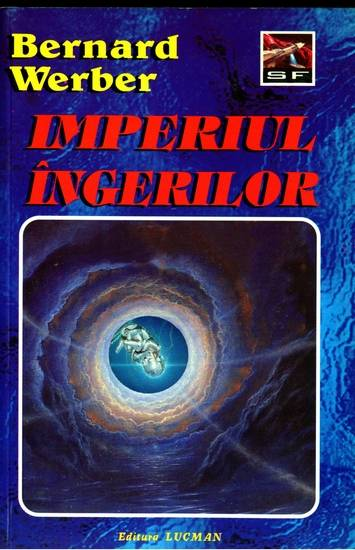 Bernard
Werber
SF
IMPERIUL
ÎNGERILOR
Editura LUCMAN